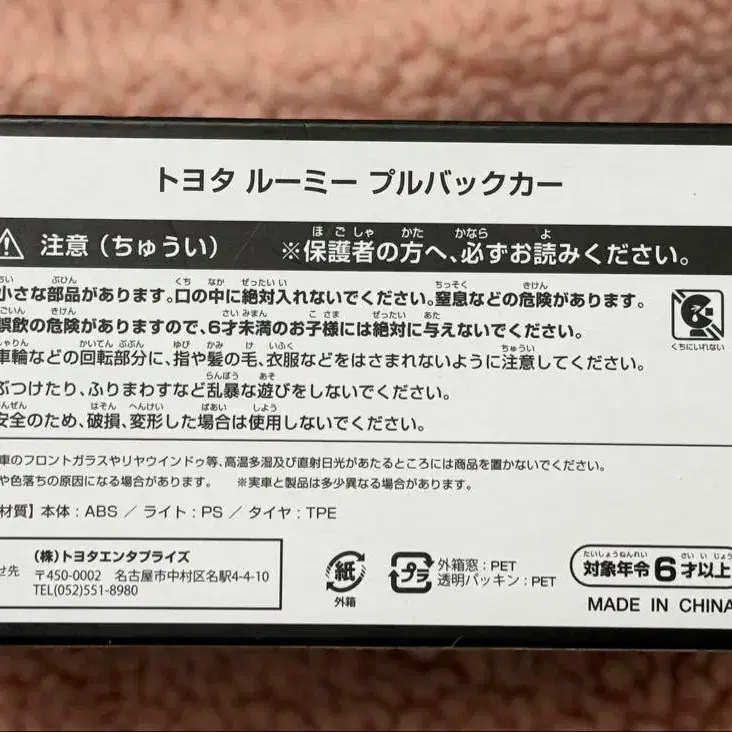 トヨタ ルーミー プルバックカー
注意(ちゅうい) ※保護者の方へ、必ずお読みください。
小さな部品があります。口の中に絶対入れないでください。窒息などの危険があります。
誤飲の危険がありますので、6才未満のお子様には絶対に与えないでください。
車輪などの回転部分に、指や髪の毛、衣服などをはさまれないように注意してください。
ぶつけたり、ふりまわすなど乱暴な遊びをしないでください。
安全のため、破損、変形した場合は使用しないでください。
くちにいれない
車のフロントガラスやリヤウインドゥ等、高温多湿及び直射日光があたるところには商品を置かないでください。
や色落ちの原因になる場合があります。 ※実車と製品は多少異なる場合があります。
材質】本体:ABS / ライト:PS / タイヤ:TPE
せ先
(株)トヨタエンタプライズ
〒450-0002 名古屋市中村区名駅4-4-10
TEL(052)551-8980
紙
外箱
プラ
外箱窓:PET
透明パッキン:PET
対象年令6才以上
MADE IN CHINA